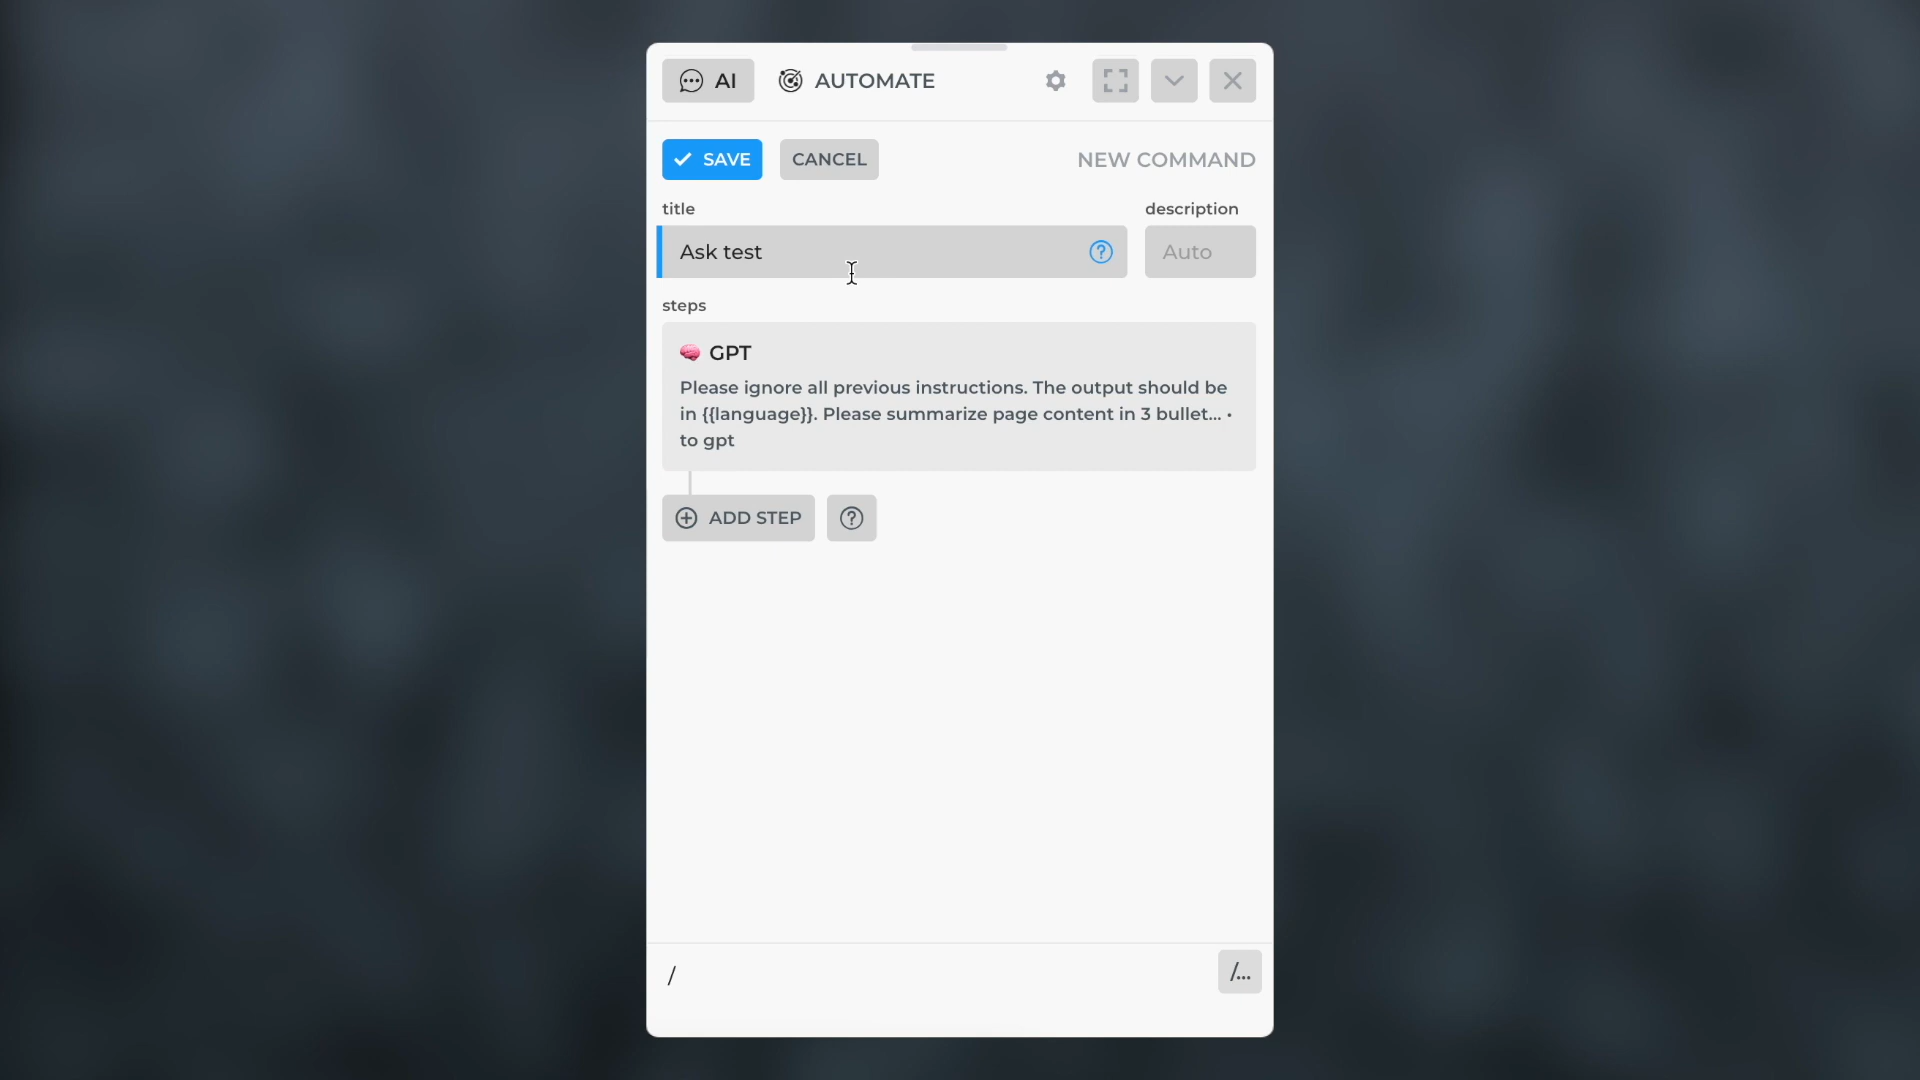 AI AUTOMATE
SAVE CANCEL NEW COMMAND
title description
Ask test Auto
steps
GPT
Please ignore all previous instructions. The output should be
in {{language}}. Please summarize page content in 3 bullet... •
to gpt
ADD STEP
/
/...